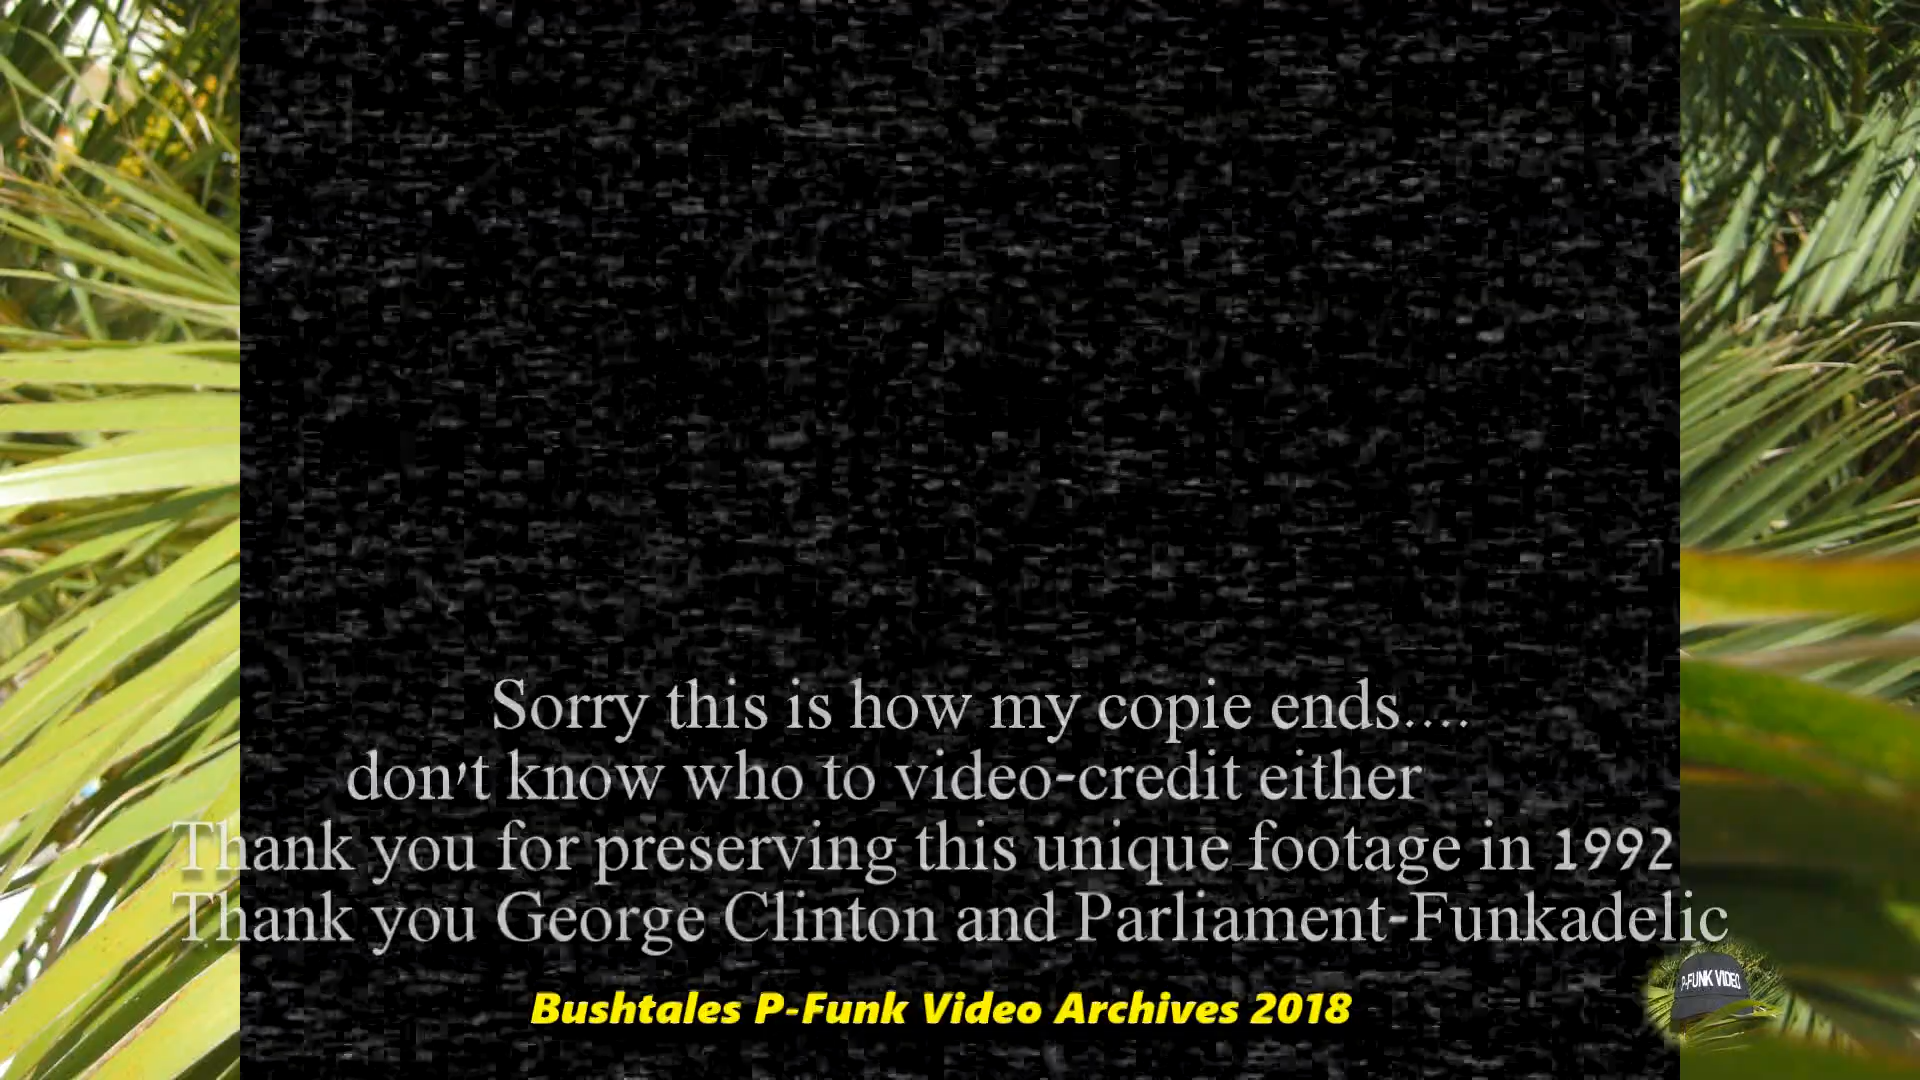 Sorry this is how my copie ends....
don't know who to video-credit either
Thank you for preserving this unique footage in 1992
Thank you George Clinton and Parliament-Funkadelic
P-FUNK VIDEO
Bushtales P-Funk Video Archives 2018